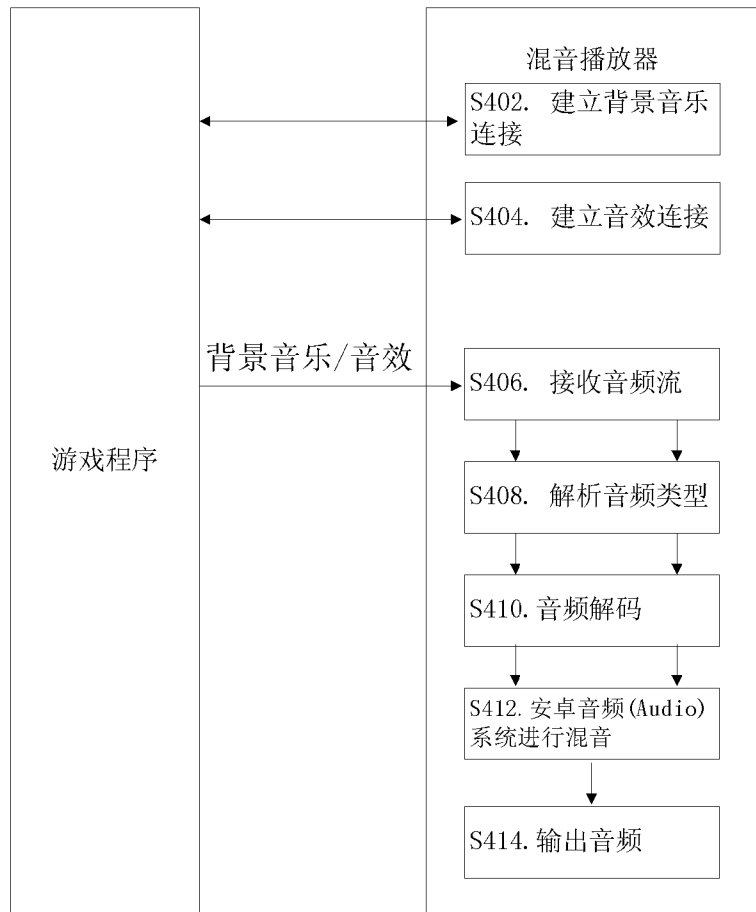 混音播放器
S402. 建立背景音乐
连接
S404. 建立音效连接
背景音乐/音效
S406. 接收音频流
游戏程序
S408. 解析音频类型
S410.音频解码
S412.安卓音频(Audio)
系统进行混音
S414.输出音频